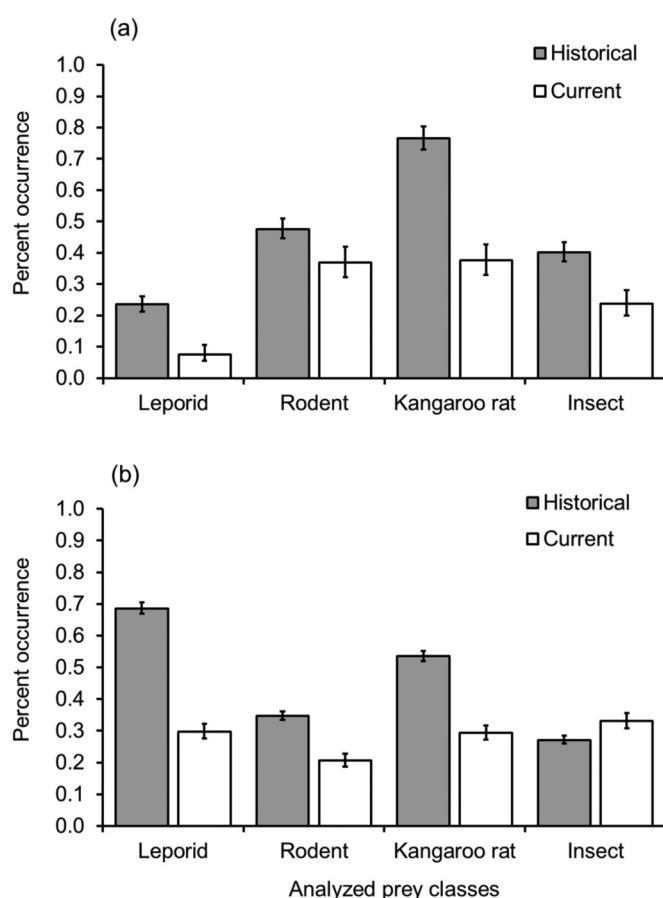 (a)
Historical
Current
Percent occurrence
1.0
0.9
0.8
0.7
0.6
0.5
0.4
0.3
0.2
0.1
0.0
Leporid Rodent Kangaroo rat Insect
(b)
Historical
Current
Percent occurrence
1.0
0.9
0.8
0.7
0.6
0.5
0.4
0.3
0.2
0.1
0.0
Leporid Rodent Kangaroo rat Insect
Analyzed prey classes